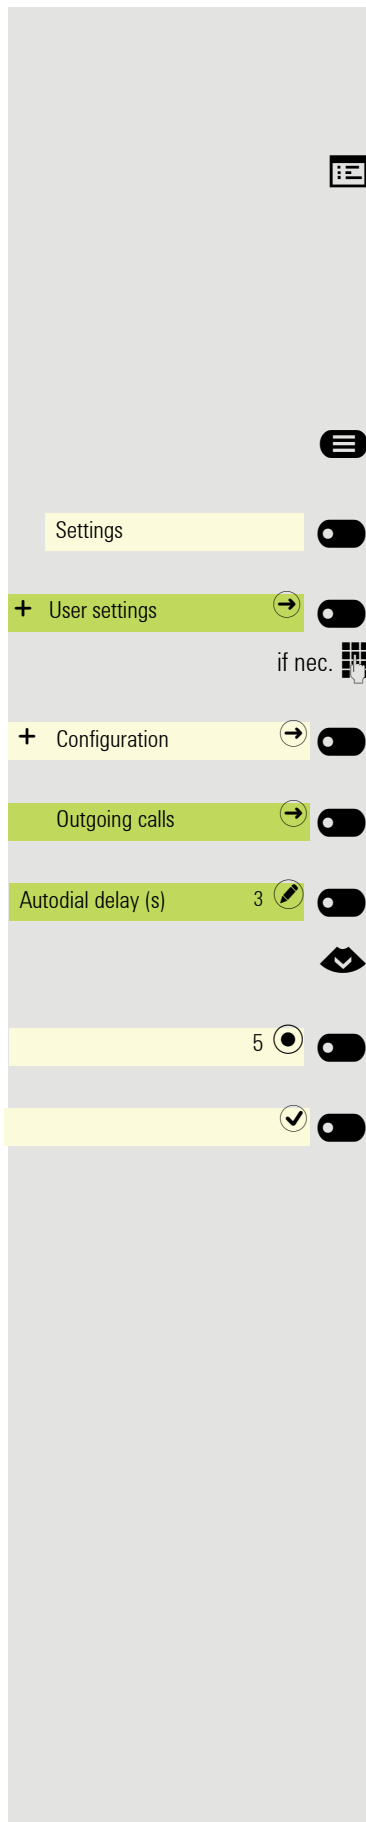 Settings
+ User settings
if nec.
+ Configuration
Outgoing calls
Autodial delay (s) 3
5